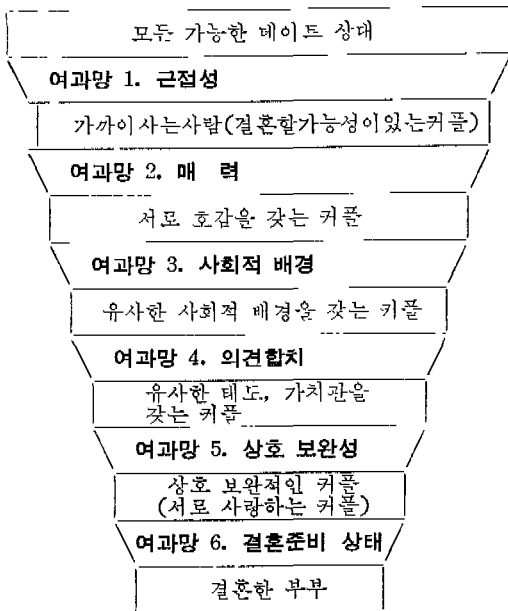 모든 가능한 데이트 상대
여과망 1. 근접성
가까이사는사람(결혼할가능성이있는커플)
여과망 2. 매 력
서로 호감을 갖는 커플
여과망 3. 사회적 배경
유사한 사회적 배경을 갖는 커플
여과망 4. 의견합치
유사한 태도, 가치관을
갖는 커플
여과망 5. 상호 보완성
상호 보완적인 커플
(서로 사랑하는 커플)
여과망 6. 결혼준비 상태
결혼한 부부